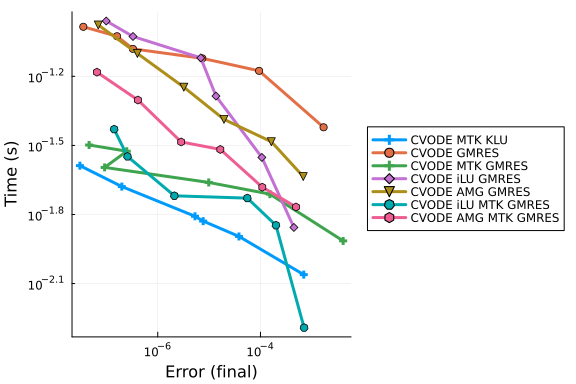 Time (s)
10^−1.2
10^−1.5
10^−1.8
10^−2.1
10^−6
10^−4
Error (final)
CVODE MTK KLU
CVODE GMRES
CVODE MTK GMRES
CVODE iLU GMRES
CVODE AMG GMRES
CVODE iLU MTK GMRES
CVODE AMG MTK GMRES